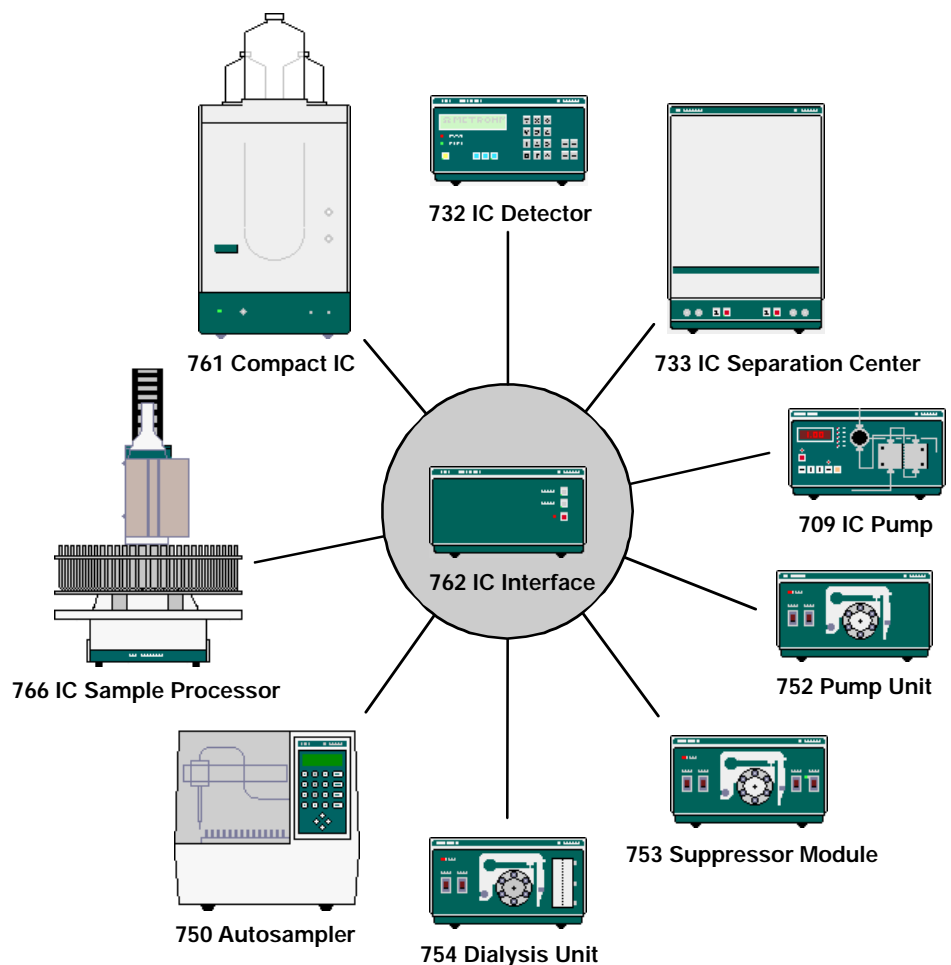 732 IC Detector
761 Compact IC
733 IC Separation Center
709 IC Pump
762 IC Interface
766 IC Sample Processor
752 Pump Unit
753 Suppressor Module
750 Autosampler
754 Dialysis Unit